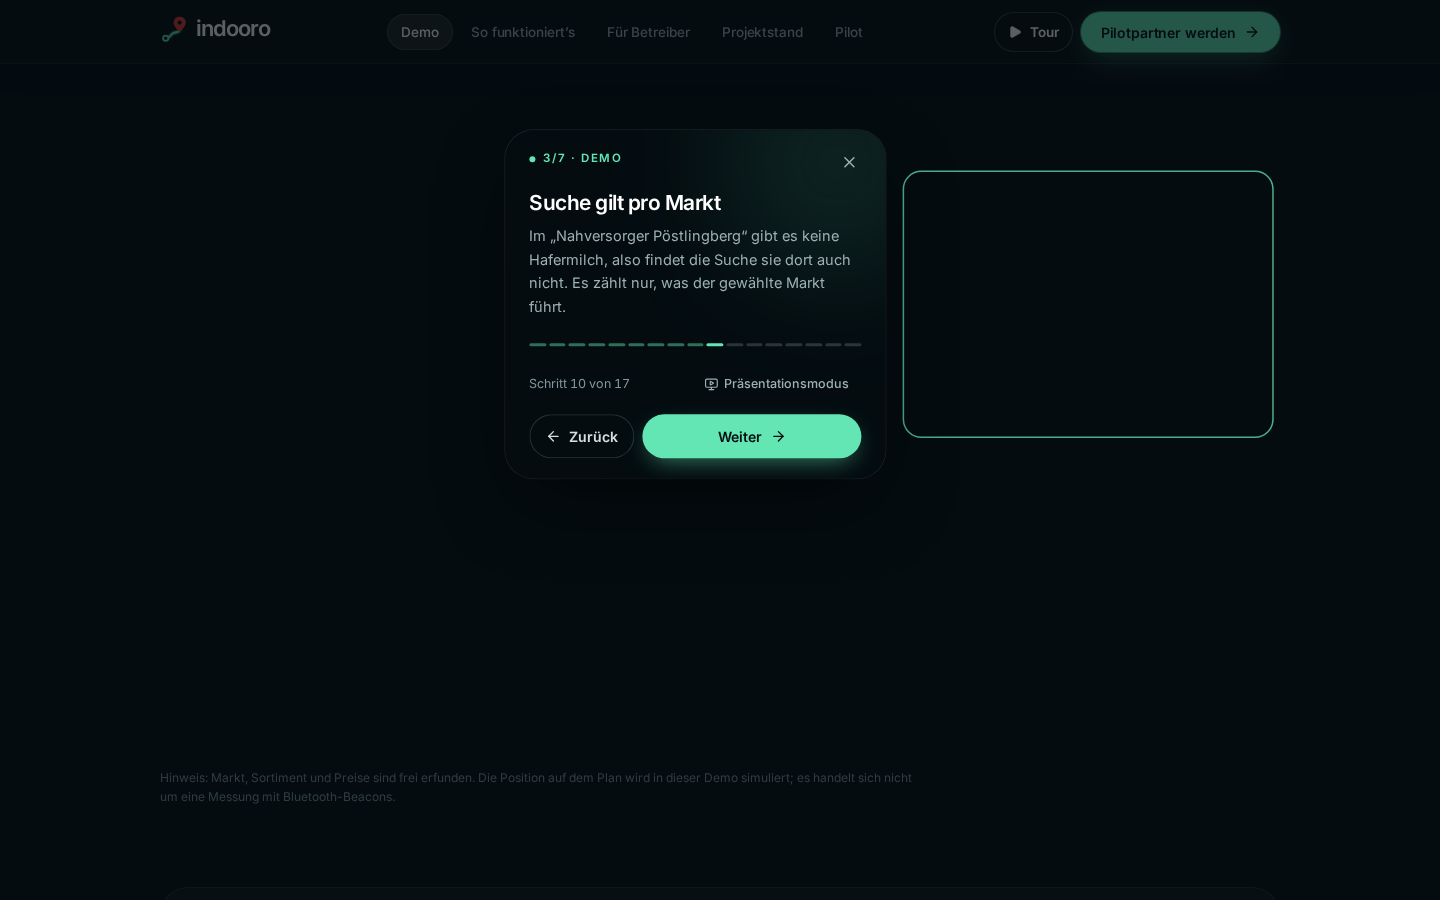 indooro
Demo
So funktioniert's
Für Betreiber
Projektstand
Pilot
Tour
Pilotpartner werden
3/7 · DEMO
Suche gilt pro Markt
Im „Nahversorger Pöstlingberg“ gibt es keine
Hafermilch, also findet die Suche sie dort auch
nicht. Es zählt nur, was der gewählte Markt
führt.
Schritt 10 von 17
Präsentationsmodus
Zurück
Weiter
Hinweis: Markt, Sortiment und Preise sind frei erfunden. Die Position auf dem Plan wird in dieser Demo simuliert; es handelt sich nicht
um eine Messung mit Bluetooth-Beacons.